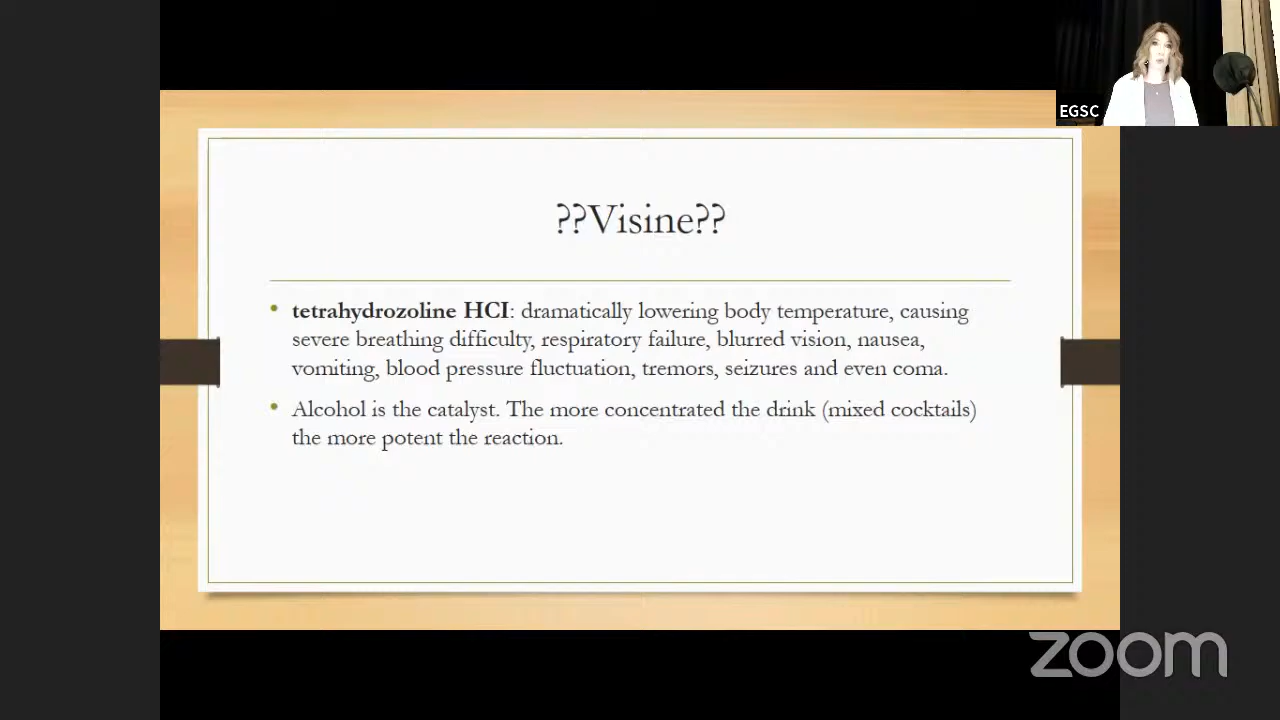 EGSC
??Visine??
• tetrahydrozoline HCI: dramatically lowering body temperature, causing
severe breathing difficulty, respiratory failure, blurred vision, nausea,
vomiting, blood pressure fluctuation, tremors, seizures and even coma.
• Alcohol is the catalyst. The more concentrated the drink (mixed cocktails)
the more potent the reaction.
zoom